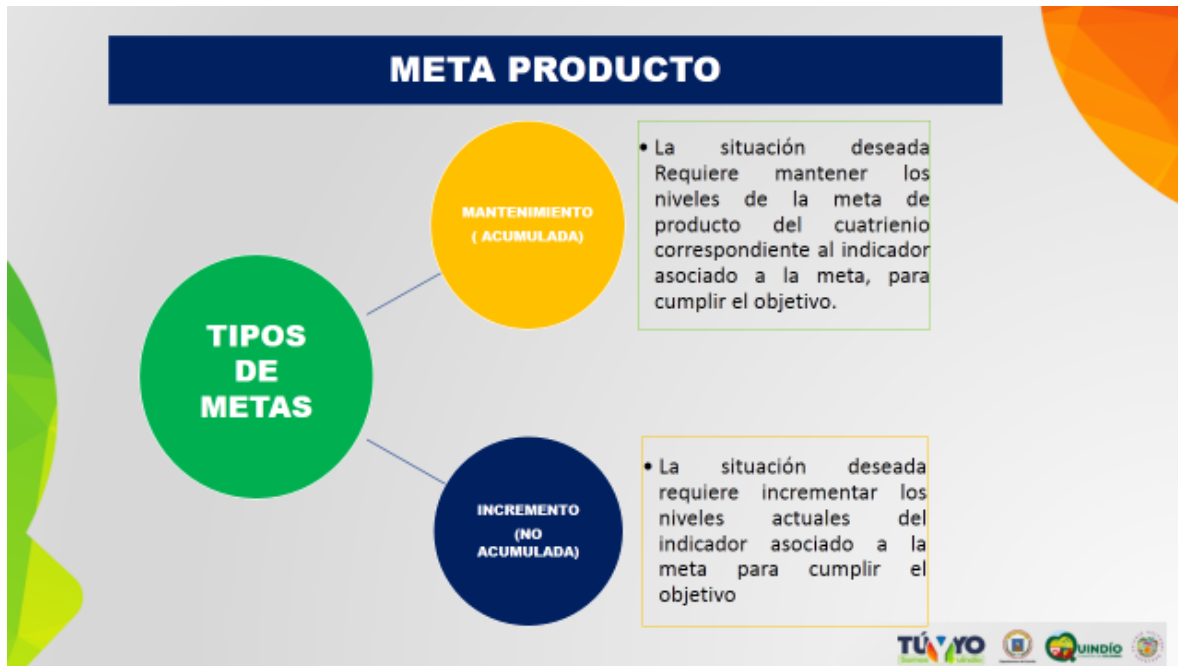 META PRODUCTO
MANTENIMIENTO
( ACUMULADA)
• La situación deseada
Requiere mantener los
niveles de la meta de
producto del cuatrienio
correspondiente al indicador
asociado a la meta, para
cumplir el objetivo.
TIPOS
DE
METAS
INCREMENTO
(NO
ACUMULADA)
• La situación deseada
requiere incrementar los
niveles actuales del
indicador asociado a la
meta para cumplir el
objetivo
TÚ Y YO
QUINDÍO